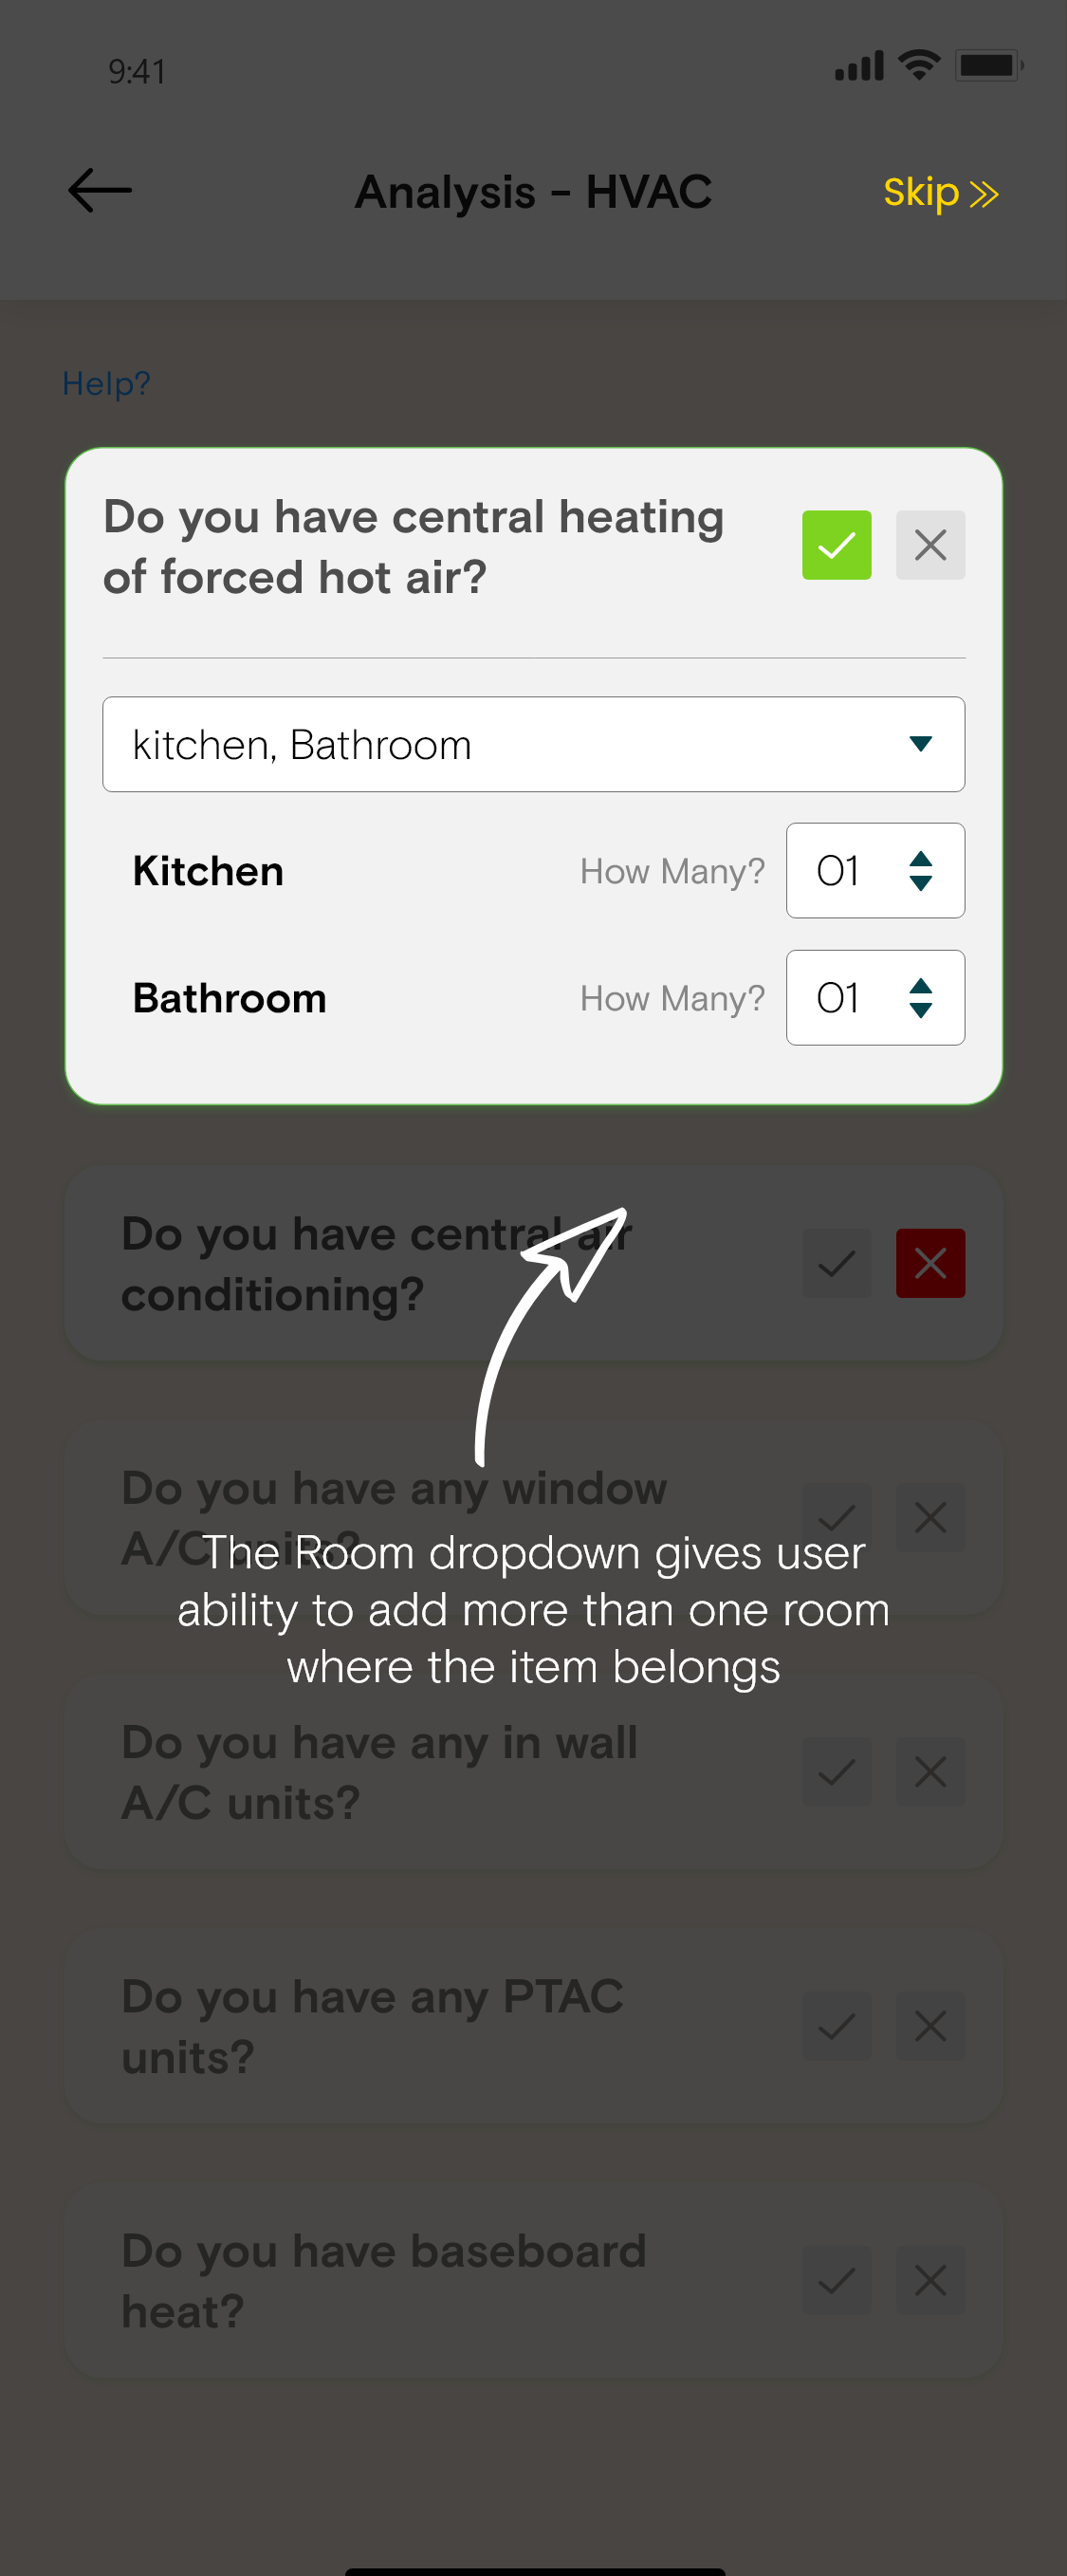 9:41
Analysis - HVAC
Skip
Help?
Do you have central heating
of forced hot air?
kitchen, Bathroom
Kitchen
How Many?
01
Bathroom
How Many?
01
Do you have central air
conditioning?
Do you have any window
A/C units?
The Room dropdown gives user
ability to add more than one room
where the item belongs
Do you have any in wall
A/C units?
Do you have any PTAC
units?
Do you have baseboard
heat?